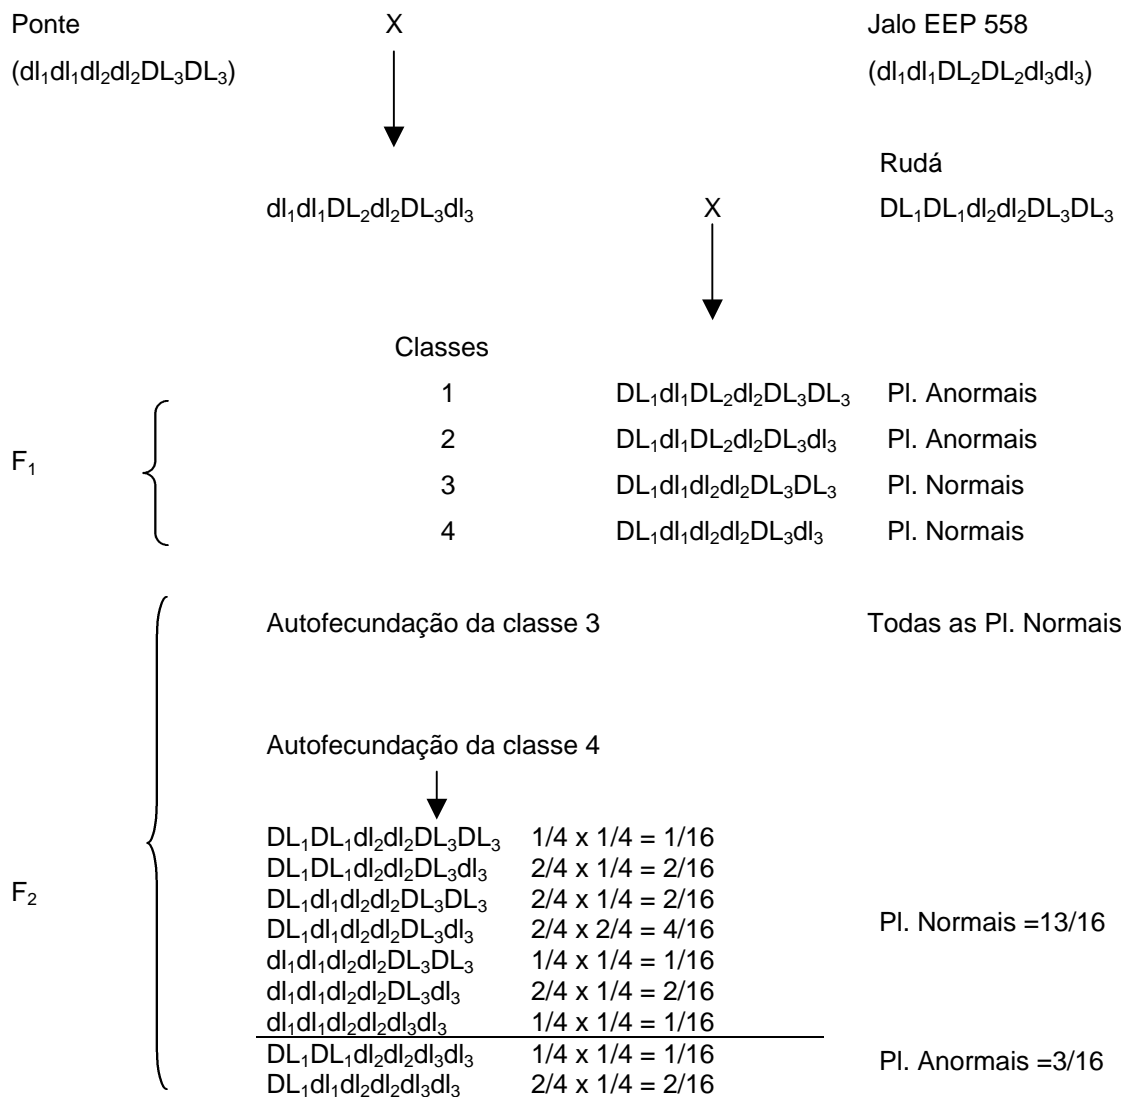 Ponte X Jalo EEP 558
(dl₁dl₁dl₂dl₂DL₃DL₃) (dl₁dl₁DL₂DL₂dl₃dl₃)
Rudá
dl₁dl₁DL₂dl₂DL₃dl₃ X DL₁DL₁dl₂dl₂DL₃DL₃
Classes
1 DL₁dl₁DL₂dl₂DL₃DL₃ Pl. Anormais
2 DL₁dl₁DL₂dl₂DL₃dl₃ Pl. Anormais
F₁
3 DL₁dl₁dl₂dl₂DL₃DL₃ Pl. Normais
4 DL₁dl₁dl₂dl₂DL₃dl₃ Pl. Normais
Autofecundação da classe 3 Todas as Pl. Normais
Autofecundação da classe 4
DL₁DL₁dl₂dl₂DL₃DL₃ 1/4 x 1/4 = 1/16
DL₁DL₁dl₂dl₂DL₃dl₃ 2/4 x 1/4 = 2/16
F₂
DL₁dl₁dl₂dl₂DL₃DL₃ 2/4 x 1/4 = 2/16
DL₁dl₁dl₂dl₂DL₃dl₃ 2/4 x 2/4 = 4/16
Pl. Normais =13/16
dl₁dl₁dl₂dl₂DL₃DL₃ 1/4 x 1/4 = 1/16
dl₁dl₁dl₂dl₂DL₃dl₃ 2/4 x 1/4 = 2/16
dl₁dl₁dl₂dl₂dl₃dl₃ 1/4 x 1/4 = 1/16
DL₁DL₁dl₂dl₂dl₃dl₃ 1/4 x 1/4 = 1/16
Pl. Anormais =3/16
DL₁dl₁dl₂dl₂dl₃dl₃ 2/4 x 1/4 = 2/16